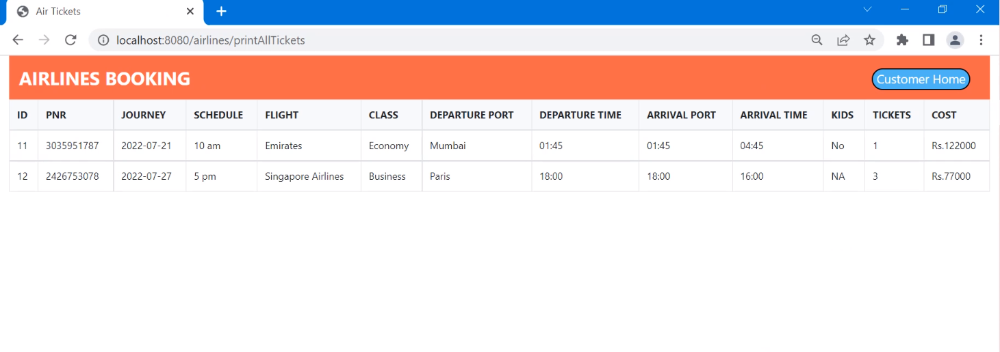 Air Tickets
localhost:8080/airlines/printAllTickets
AIRLINES BOOKING Customer Home
ID PNR JOURNEY SCHEDULE FLIGHT CLASS DEPARTURE PORT DEPARTURE TIME ARRIVAL PORT ARRIVAL TIME KIDS TICKETS COST
11 3035951787 2022-07-21 10 am Emirates Economy Mumbai 01:45 01:45 04:45 No 1 Rs.122000
12 2426753078 2022-07-27 5 pm Singapore Airlines Business Paris 18:00 18:00 16:00 NA 3 Rs.77000